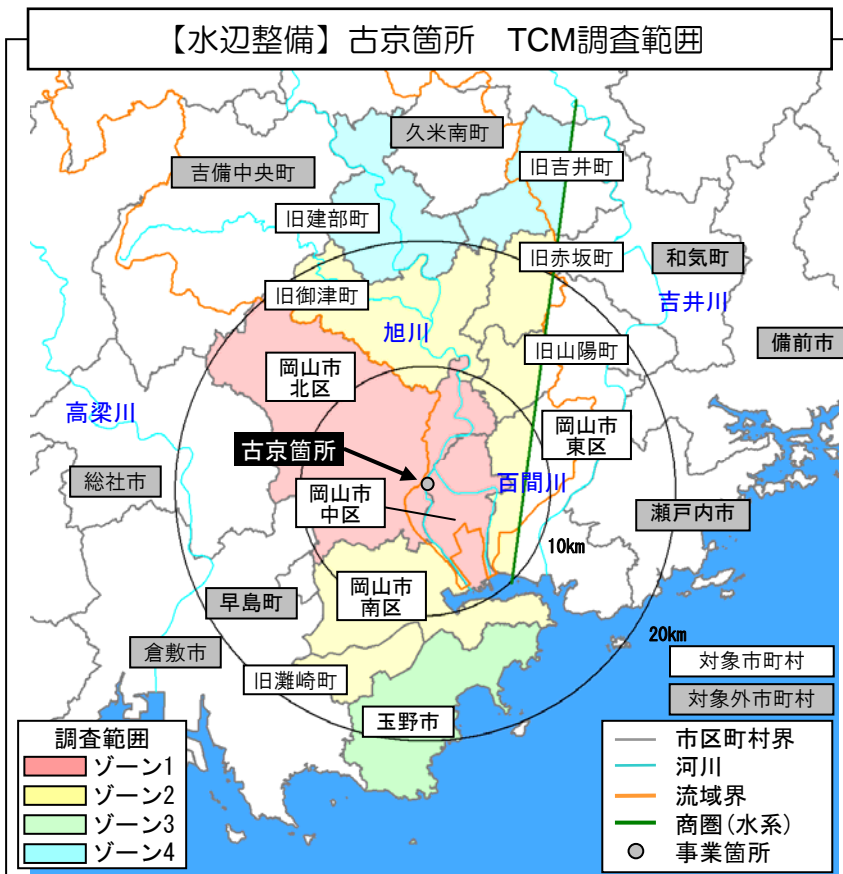 【水辺整備】古京箇所 TCM調査範囲
久米南町
吉備中央町
旧吉井町
旧建部町
旧赤坂町
和気町
旧御津町
吉井川
旭川
備前市
旧山陽町
岡山市
北区
高梁川
岡山市
東区
古京箇所
総社市
百間川
岡山市
中区
瀬戸内市
10km
岡山市
南区
早島町
20km
倉敷市
対象市町村
旧灘崎町
対象外市町村
玉野市
調査範囲
ゾーン1
ゾーン2
ゾーン3
ゾーン4
市区町村界
河川
流域界
商圏(水系)
事業箇所